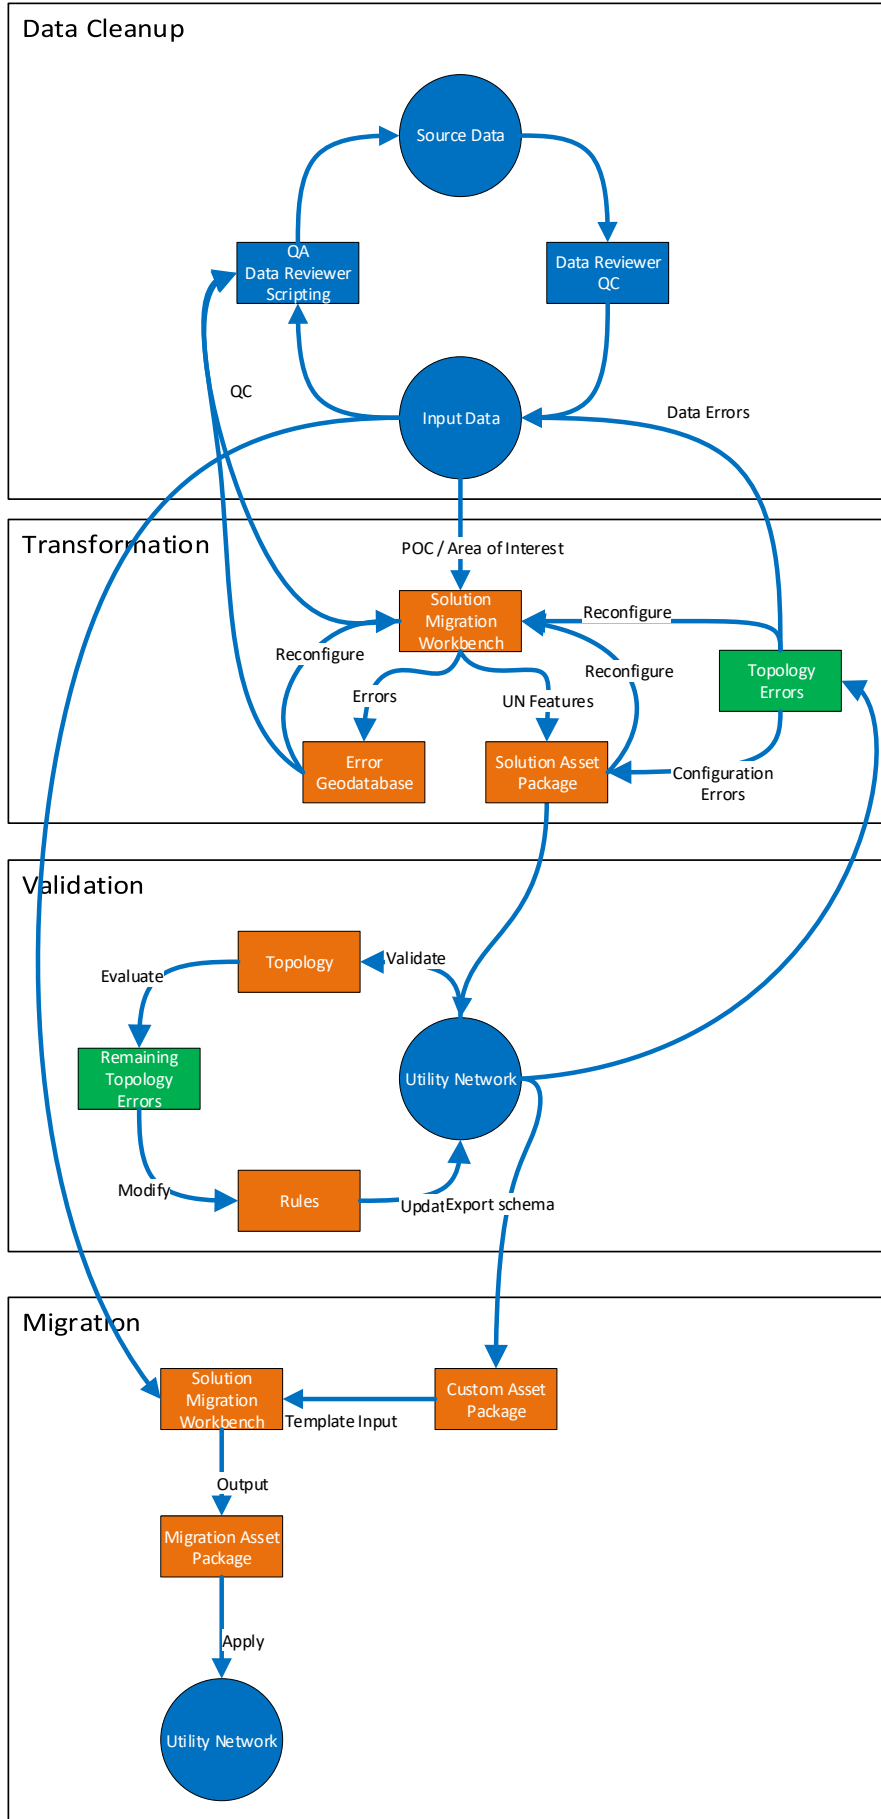 Data Cleanup
Source Data
QA
Data Reviewer
Scripting
Data Reviewer
QC
QC
Input Data
Data Errors
Transformation
POC / Area of Interest
Solution
Migration
Workbench
Reconfigure
Reconfigure
Reconfigure
Topology
Errors
Errors
UN Features
Error
Geodatabase
Solution Asset
Package
Configuration
Errors
Validation
Topology
Validate
Evaluate
Remaining
Topology
Errors
Utility Network
Modify
Rules
Updat
Export schema
Migration
Solution
Migration
Workbench
Custom Asset
Package
Template Input
Output
Migration Asset
Package
Apply
Utility Network